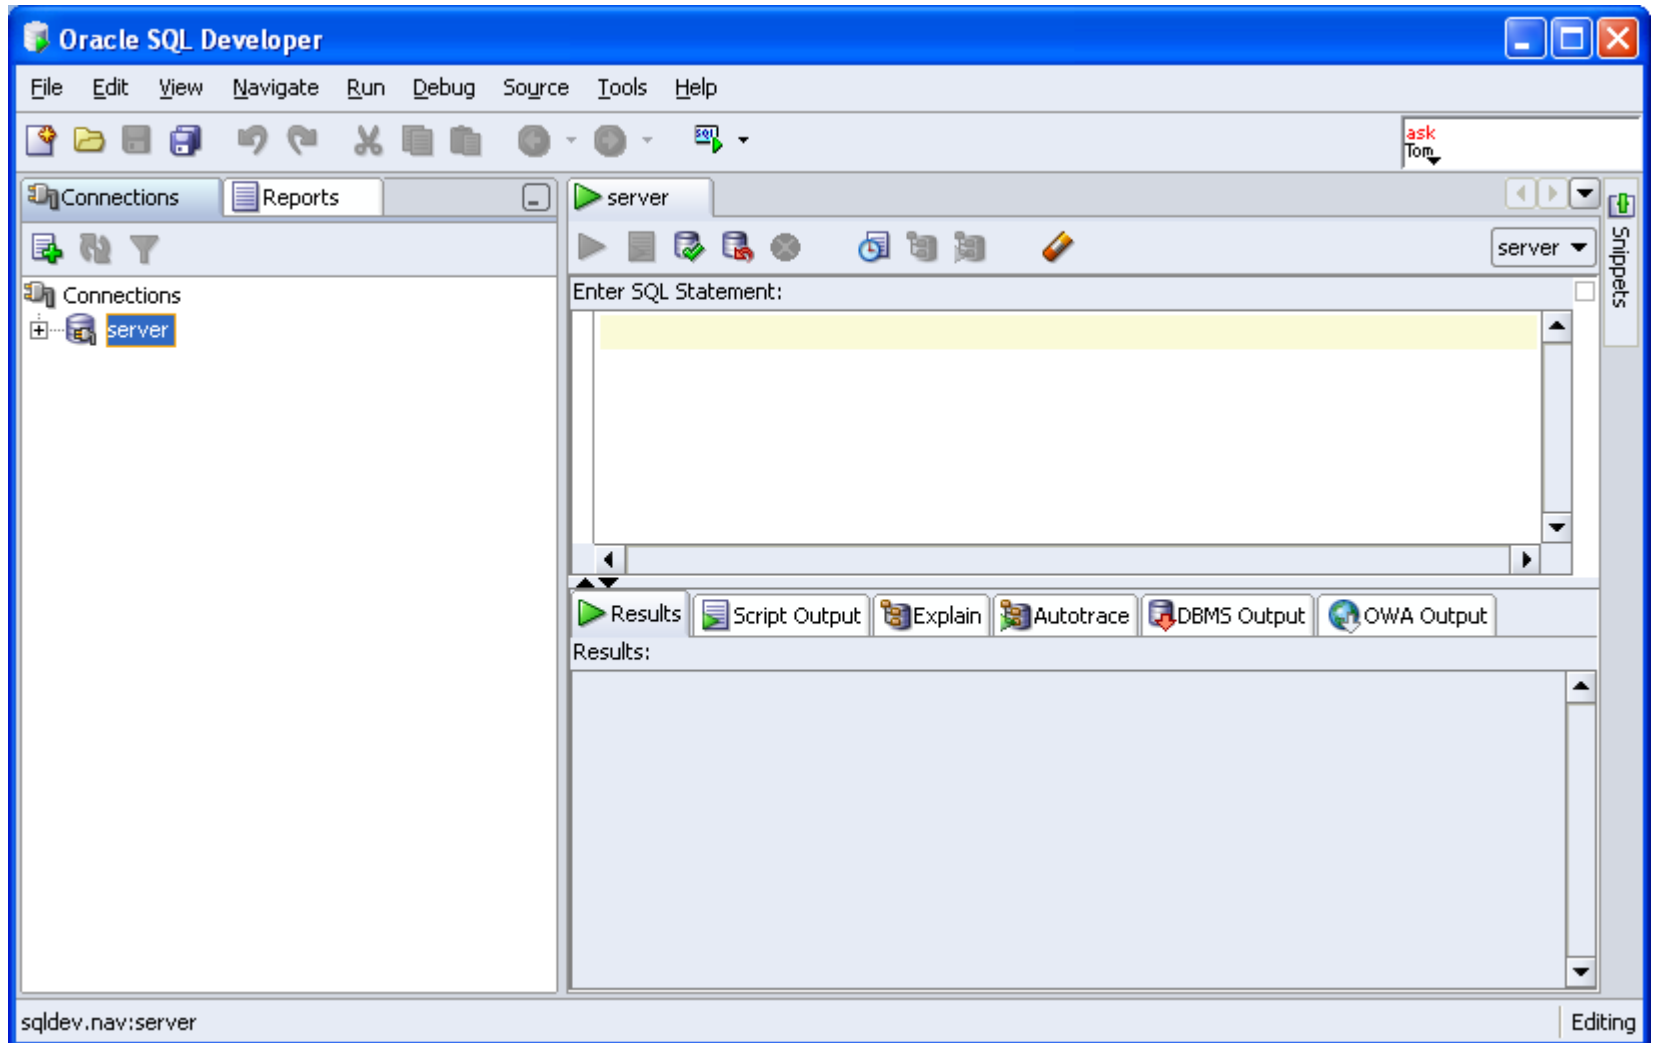 Oracle SQL Developer
File Edit View Navigate Run Debug Source Tools Help
SQL
ask
Tom
Connections Reports
server
server
Snippets
Connections
server
Enter SQL Statement:
Results Script Output Explain Autotrace DBMS Output OWA Output
Results:
sqldev.nav:server
Editing